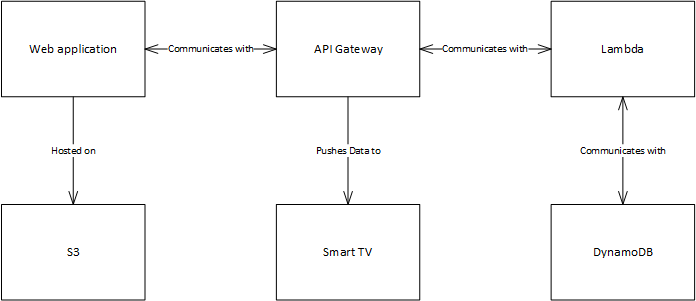 Web application
Communicates with
API Gateway
Communicates with
Lambda
Hosted on
Pushes Data to
Communicates with
S3
Smart TV
DynamoDB